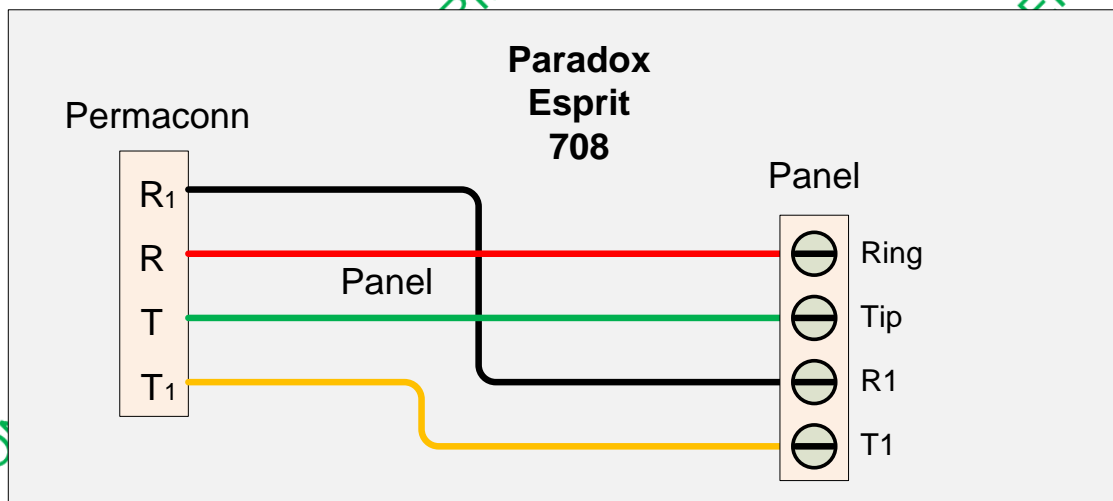 Paradox
Esprit
708
Permaconn
R1
R
T
T1
Panel
Panel
Ring
Tip
R1
T1